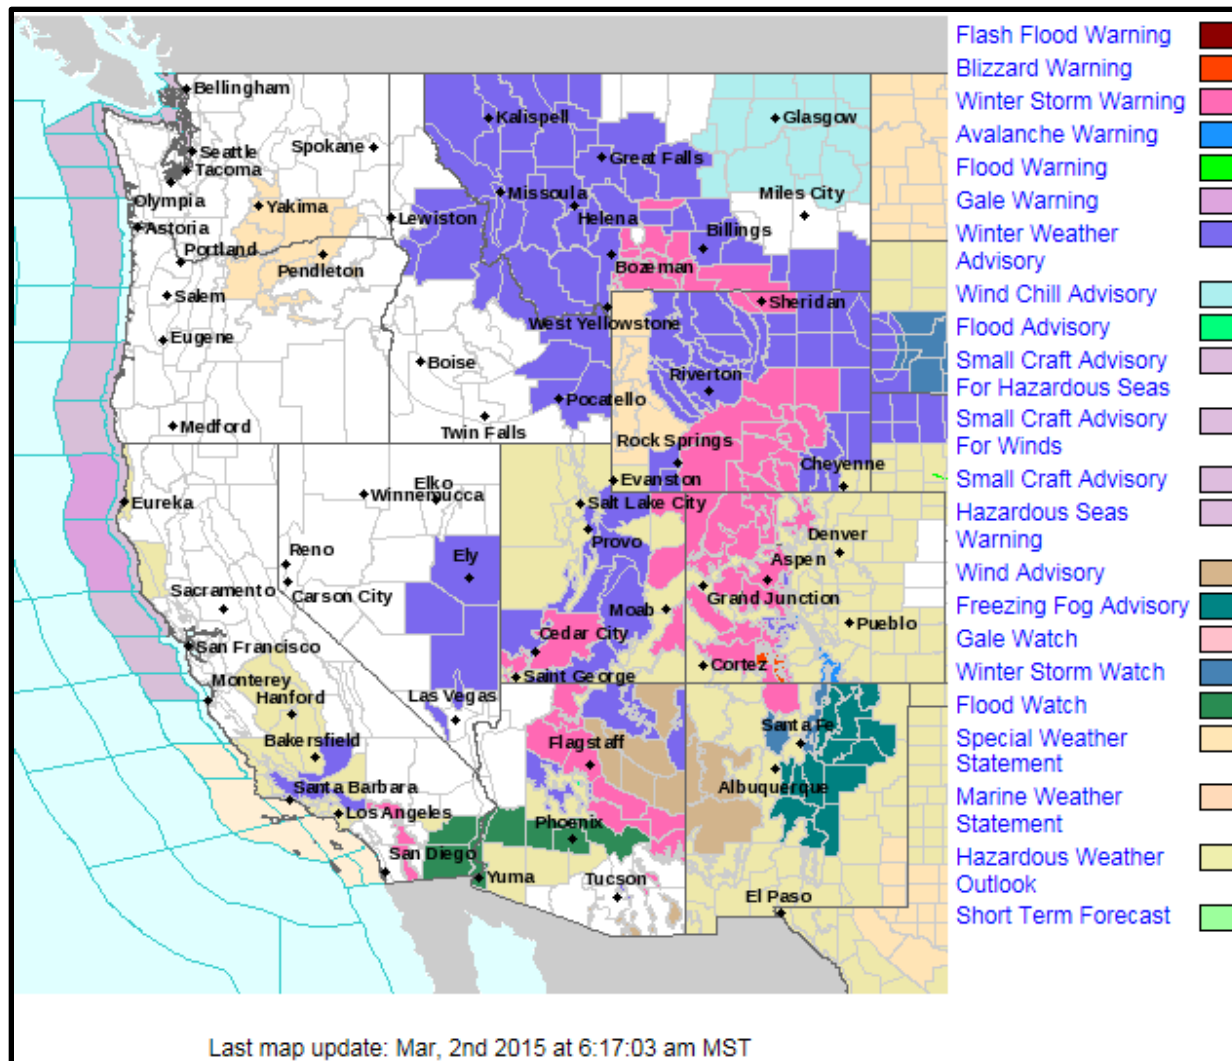 Bellingham
Kalispell
Glasgow
Spokane
Seattle
Great Falls
Tacoma
Missoula
Miles City
Olympia
Yakima
Lewiston
Helena
Astoria
Billings
Portland
Pendleton
Bozeman
Salem
Sheridan
West Yellowstone
Eugene
Boise
Riverton
Pocatello
Medford
Twin Falls
Rock Springs
Cheyenne
Evanston
Elko
Winnemucca
Eureka
Salt Lake City
Provo
Denver
Reno
Ely
Aspen
Sacramento
Carson City
Grand Junction
Moab
Pueblo
Cedar City
San Francisco
Cortez
Saint George
Monterey
Hanford
Las Vegas
Santa Fe
Bakersfield
Flagstaff
Albuquerque
Santa Barbara
Los Angeles
Phoenix
San Diego
Yuma
Tucson
El Paso
Flash Flood Warning
Blizzard Warning
Winter Storm Warning
Avalanche Warning
Flood Warning
Gale Warning
Winter Weather
Advisory
Wind Chill Advisory
Flood Advisory
Small Craft Advisory
For Hazardous Seas
Small Craft Advisory
For Winds
Small Craft Advisory
Hazardous Seas
Warning
Wind Advisory
Freezing Fog Advisory
Gale Watch
Winter Storm Watch
Flood Watch
Special Weather
Statement
Marine Weather
Statement
Hazardous Weather
Outlook
Short Term Forecast
Last map update: Mar, 2nd 2015 at 6:17:03 am MST